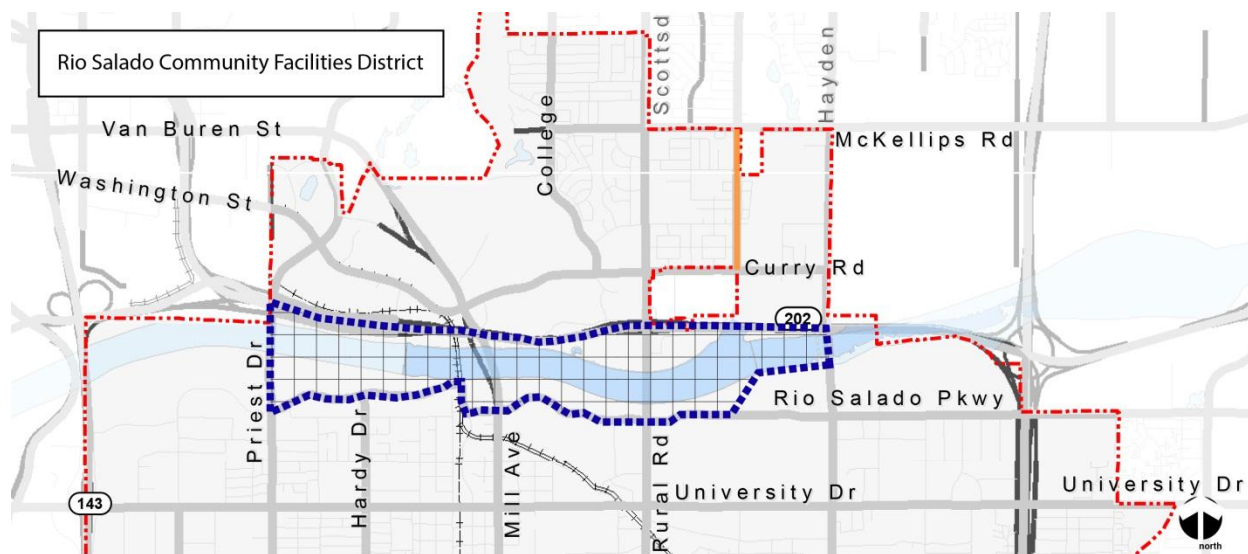 Rio Salado Community Facilities District
Scottsd
Hayden
College
Van Buren St
McKellips Rd
Washington St
Curry Rd
202
Priest Dr
Hardy Dr
Mill Ave
Rural Rd
Rio Salado Pkwy
143
University Dr
University Dr
north